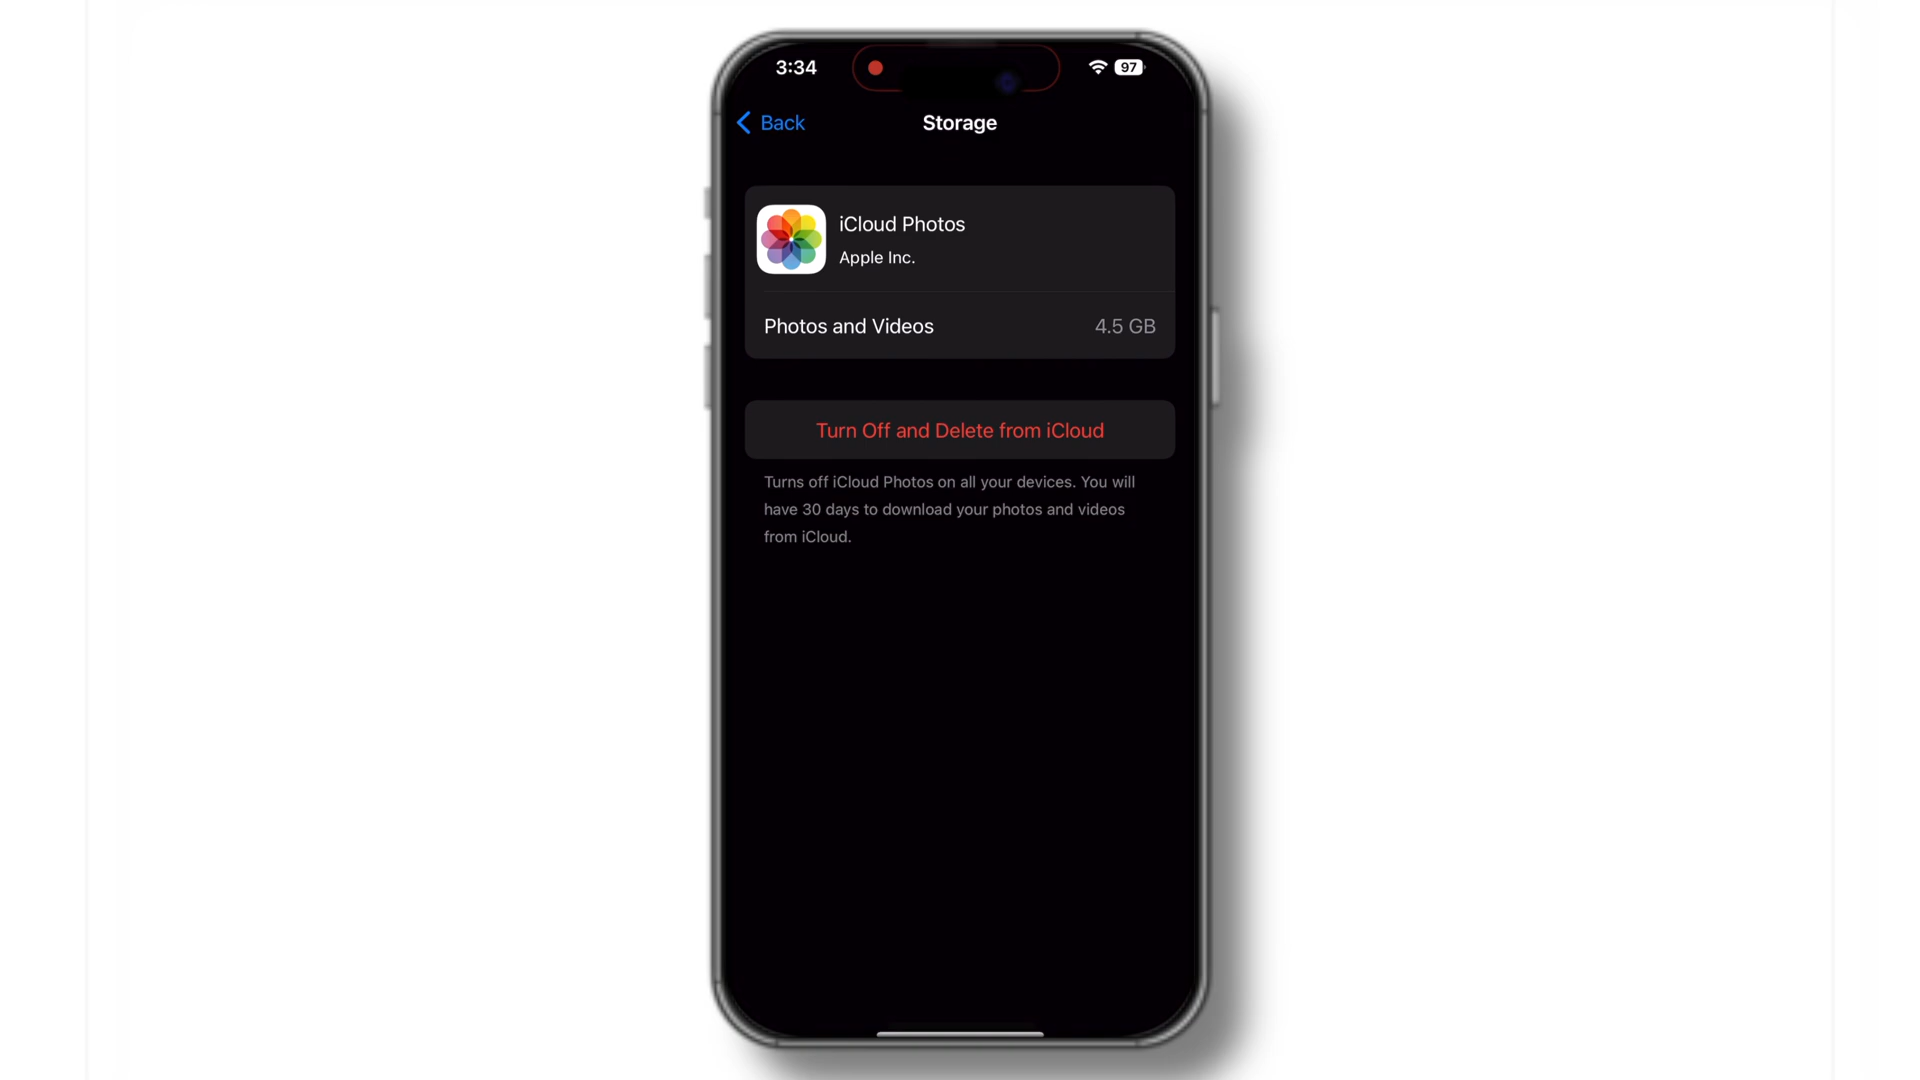 3:34
97
Back
Storage
iCloud Photos
Apple Inc.
Photos and Videos
4.5 GB
Turn Off and Delete from iCloud
Turns off iCloud Photos on all your devices. You will
have 30 days to download your photos and videos
from iCloud.